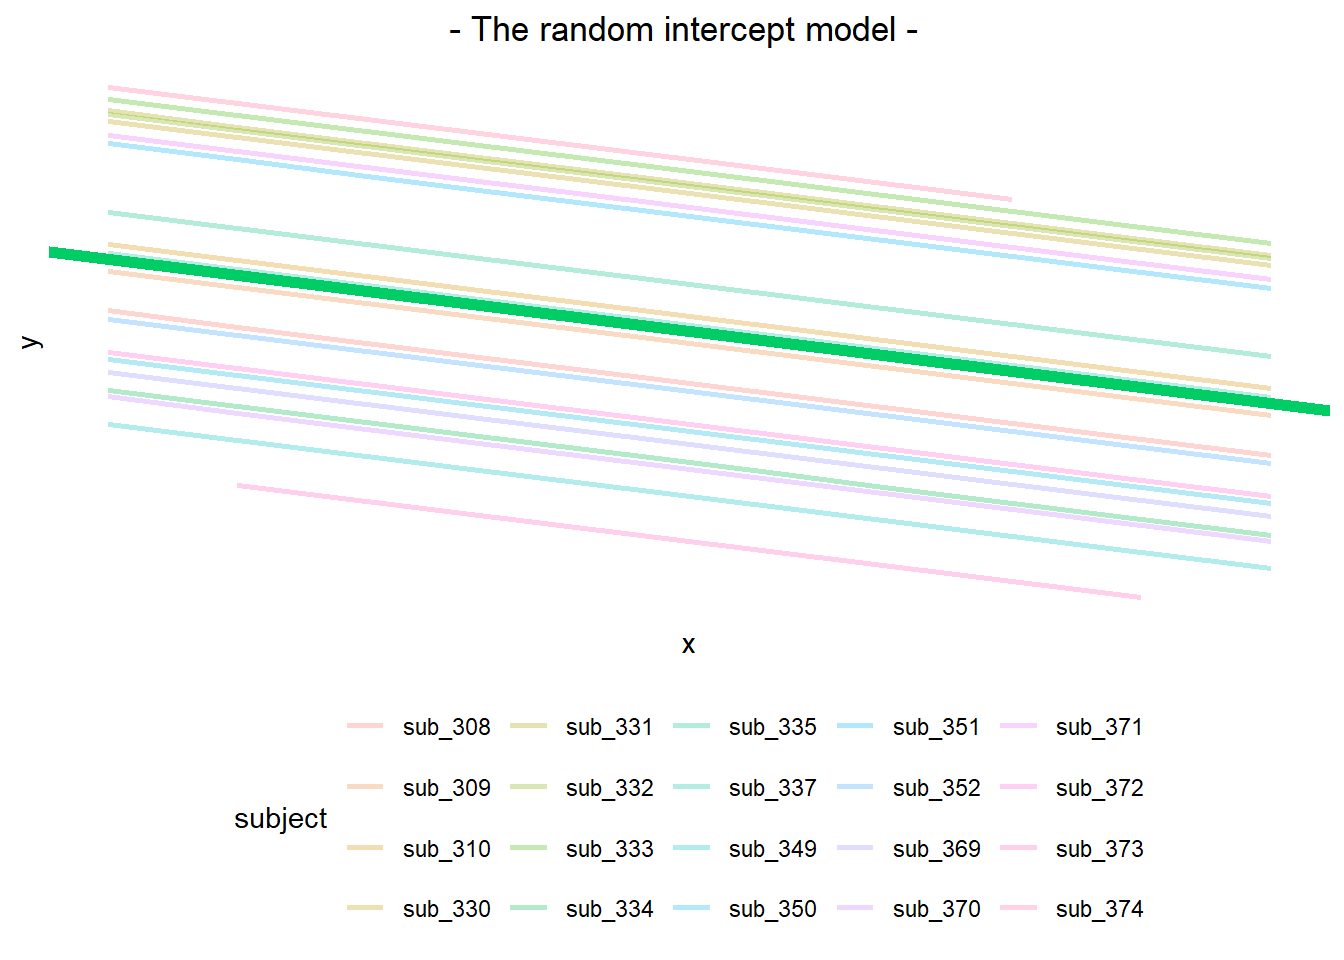 - The random intercept model -
y
x
subject
sub_308 sub_331 sub_335 sub_351 sub_371
sub_309 sub_332 sub_337 sub_352 sub_372
sub_310 sub_333 sub_349 sub_369 sub_373
sub_330 sub_334 sub_350 sub_370 sub_374